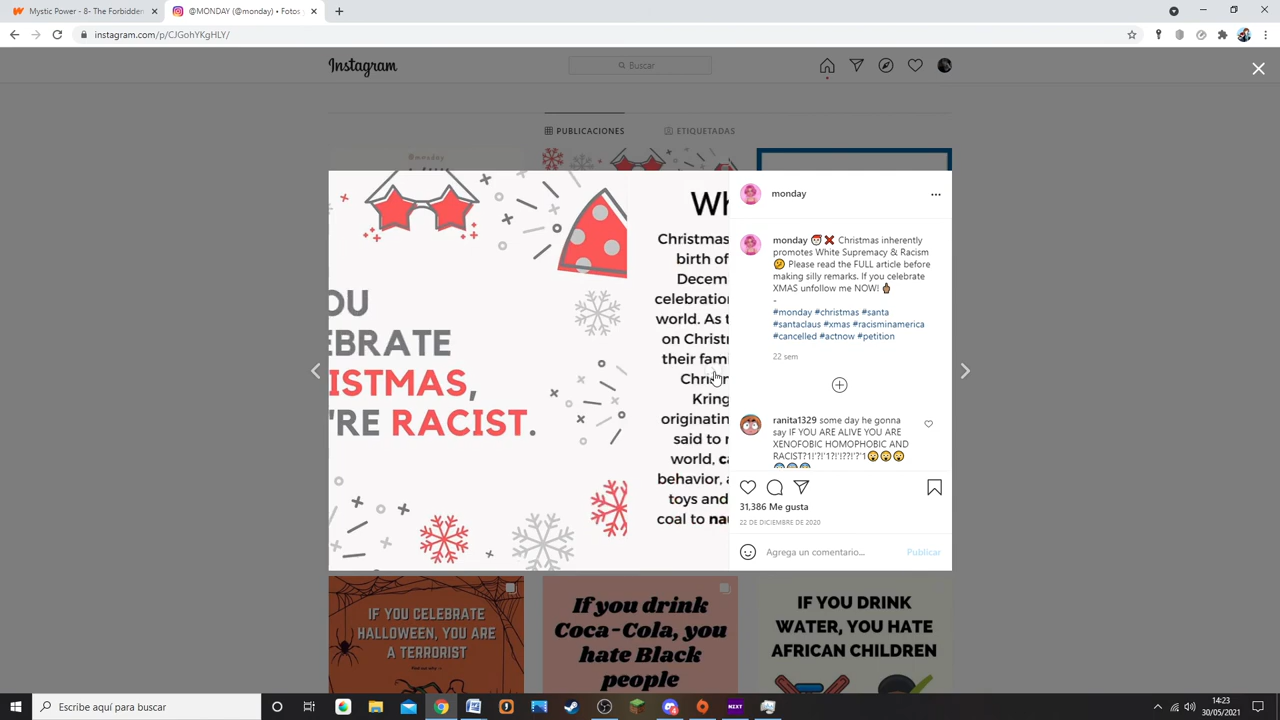 Mystic Power - 8- The Forbidden
@MONDAY (@monday) • Fotos
instagram.com/p/CJGohYKgHLY/
Instagram
Buscar
PUBLICACIONES
ETIQUETADAS
@monday
OU
EBRATE
ISTMAS,
'RE RACIST.
Wh
Christmas
birth of
Decem
celebration
world. As t
on Christ
their fami
Chri
Kring
originatin
said to r
world, ca
behavior, a
toys and
coal to nau
monday
monday 🎅 ❌ Christmas inherently
promotes White Supremacy & Racism
😕 Please read the FULL article before
making silly remarks. If you celebrate
XMAS unfollow me NOW! 🖕🏾
-
#monday #christmas #santa
#santaclaus #xmas #racisminamerica
#cancelled #actnow #petition
22 sem
ranita1329 some day he gonna
say IF YOU ARE ALIVE YOU ARE
XENOFOBIC HOMOPHOBIC AND
RACIST?1!'?!'1?!'!??!'?'1😲😲😲
31,386 Me gusta
22 DE DICIEMBRE DE 2020
Agrega un comentario...
Publicar
IF YOU CELEBRATE
HALLOWEEN, YOU ARE
A TERRORIST
If you drink
Coca-Cola, you
hate Black
people
IF YOU DRINK
WATER, YOU HATE
AFRICAN CHILDREN
Escribe aquí para buscar
NIXT
14:23
30/05/2021